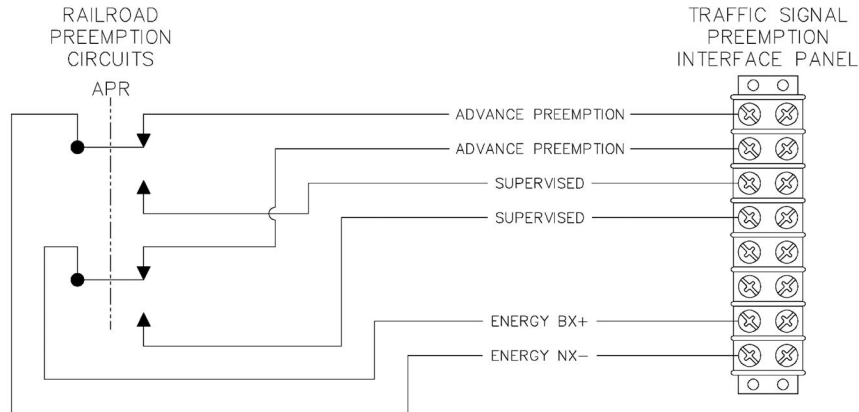 RAILROAD
PREEMPTION
CIRCUITS
APR
TRAFFIC SIGNAL
PREEMPTION
INTERFACE PANEL
ADVANCE PREEMPTION
ADVANCE PREEMPTION
SUPERVISED
SUPERVISED
ENERGY BX+
ENERGY NX-